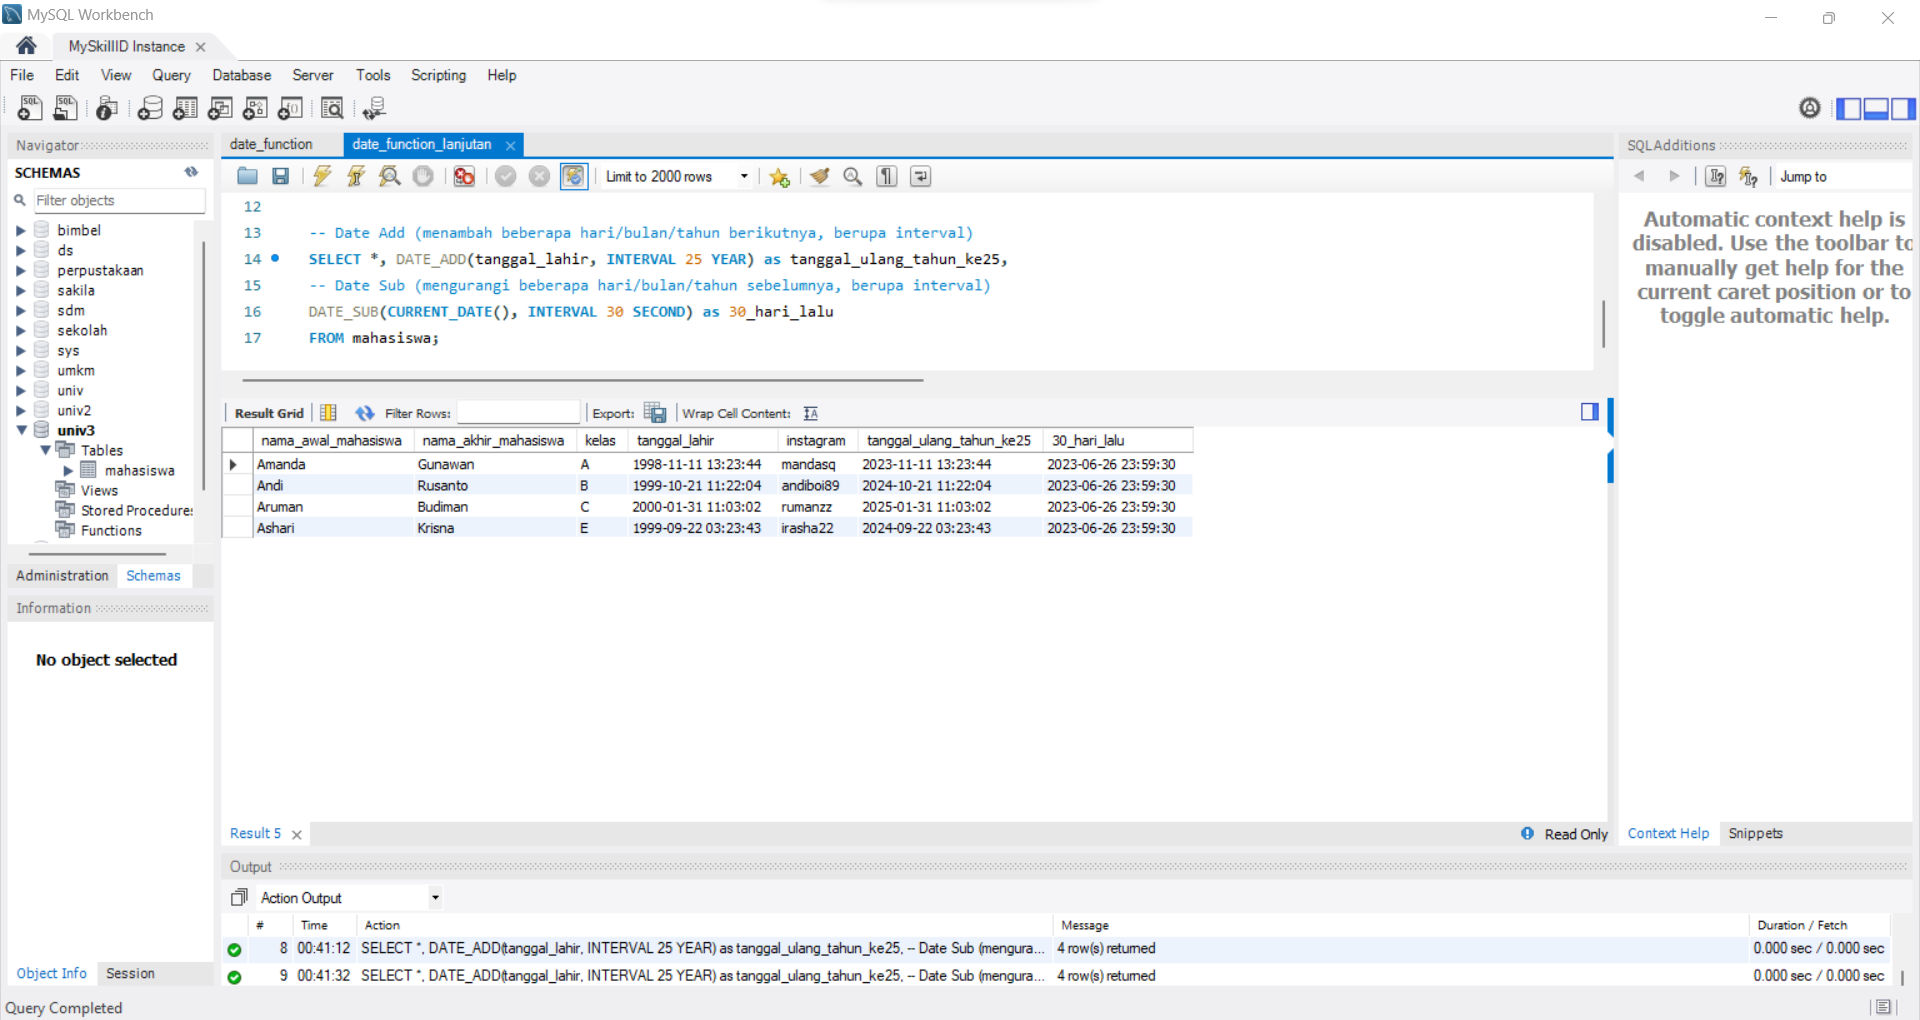 MySQL Workbench
MySkillID Instance
File Edit View Query Database Server Tools Scripting Help
Navigator
SCHEMAS
Filter objects
bimbel
ds
perpustakaan
sakila
sdm
sekolah
sys
umkm
univ
univ2
univ3
Tables
mahasiswa
Views
Stored Procedures
Functions
Administration Schemas
Information
No object selected
Object Info Session
Query Completed
date_function date_function_lanjutan
Limit to 2000 rows
12
13 -- Date Add (menambah beberapa hari/bulan/tahun berikutnya, berupa interval)
14 SELECT *, DATE_ADD(tanggal_lahir, INTERVAL 25 YEAR) as tanggal_ulang_tahun_ke25,
15 -- Date Sub (mengurangi beberapa hari/bulan/tahun sebelumnya, berupa interval)
16 DATE_SUB(CURRENT_DATE(), INTERVAL 30 SECOND) as 30_hari_lalu
17 FROM mahasiswa;
Result Grid Filter Rows: Export: Wrap Cell Content:
nama_awal_mahasiswa nama_akhir_mahasiswa kelas tanggal_lahir instagram tanggal_ulang_tahun_ke25 30_hari_lalu
Amanda Gunawan A 1998-11-11 13:23:44 mandasq 2023-11-11 13:23:44 2023-06-26 23:59:30
Andi Rusanto B 1999-10-21 11:22:04 andiboi89 2024-10-21 11:22:04 2023-06-26 23:59:30
Aruman Budiman C 2000-01-31 11:03:02 rumanzz 2025-01-31 11:03:02 2023-06-26 23:59:30
Ashari Krisna E 1999-09-22 03:23:43 irasha22 2024-09-22 03:23:43 2023-06-26 23:59:30
Result 5 Read Only
Output
Action Output
# Time Action Message Duration / Fetch
8 00:41:12 SELECT *, DATE_ADD(tanggal_lahir, INTERVAL 25 YEAR) as tanggal_ulang_tahun_ke25, -- Date Sub (mengura... 4 row(s) returned 0.000 sec / 0.000 sec
9 00:41:32 SELECT *, DATE_ADD(tanggal_lahir, INTERVAL 25 YEAR) as tanggal_ulang_tahun_ke25, -- Date Sub (mengura... 4 row(s) returned 0.000 sec / 0.000 sec
SQLAdditions
Jump to
Automatic context help is
disabled. Use the toolbar to
manually get help for the
current caret position or to
toggle automatic help.
Context Help Snippets